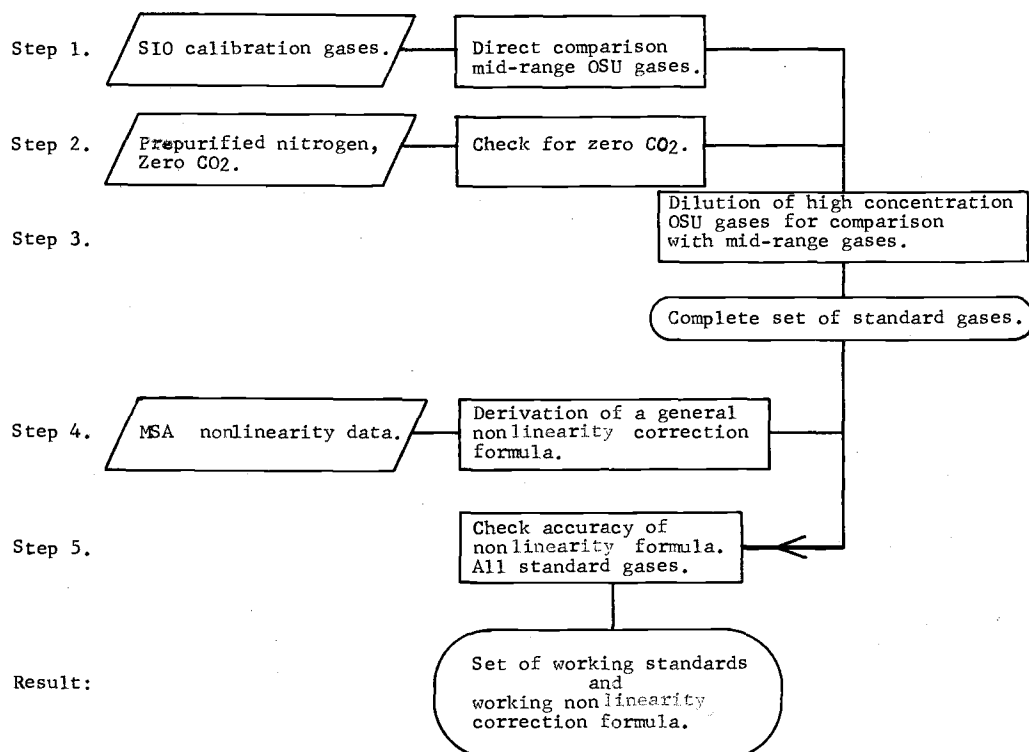 Step 1.
SIO calibration gases.
Direct comparison
mid-range OSU gases.
Step 2.
Prepurified nitrogen,
Zero CO2.
Check for zero CO2.
Step 3.
Dilution of high concentration
OSU gases for comparison
with mid-range gases.
Complete set of standard gases.
Step 4.
MSA nonlinearity data.
Derivation of a general
nonlinearity correction
formula.
Step 5.
Check accuracy of
nonlinearity formula.
All standard gases.
Result:
Set of working standards
and
working nonlinearity
correction formula.